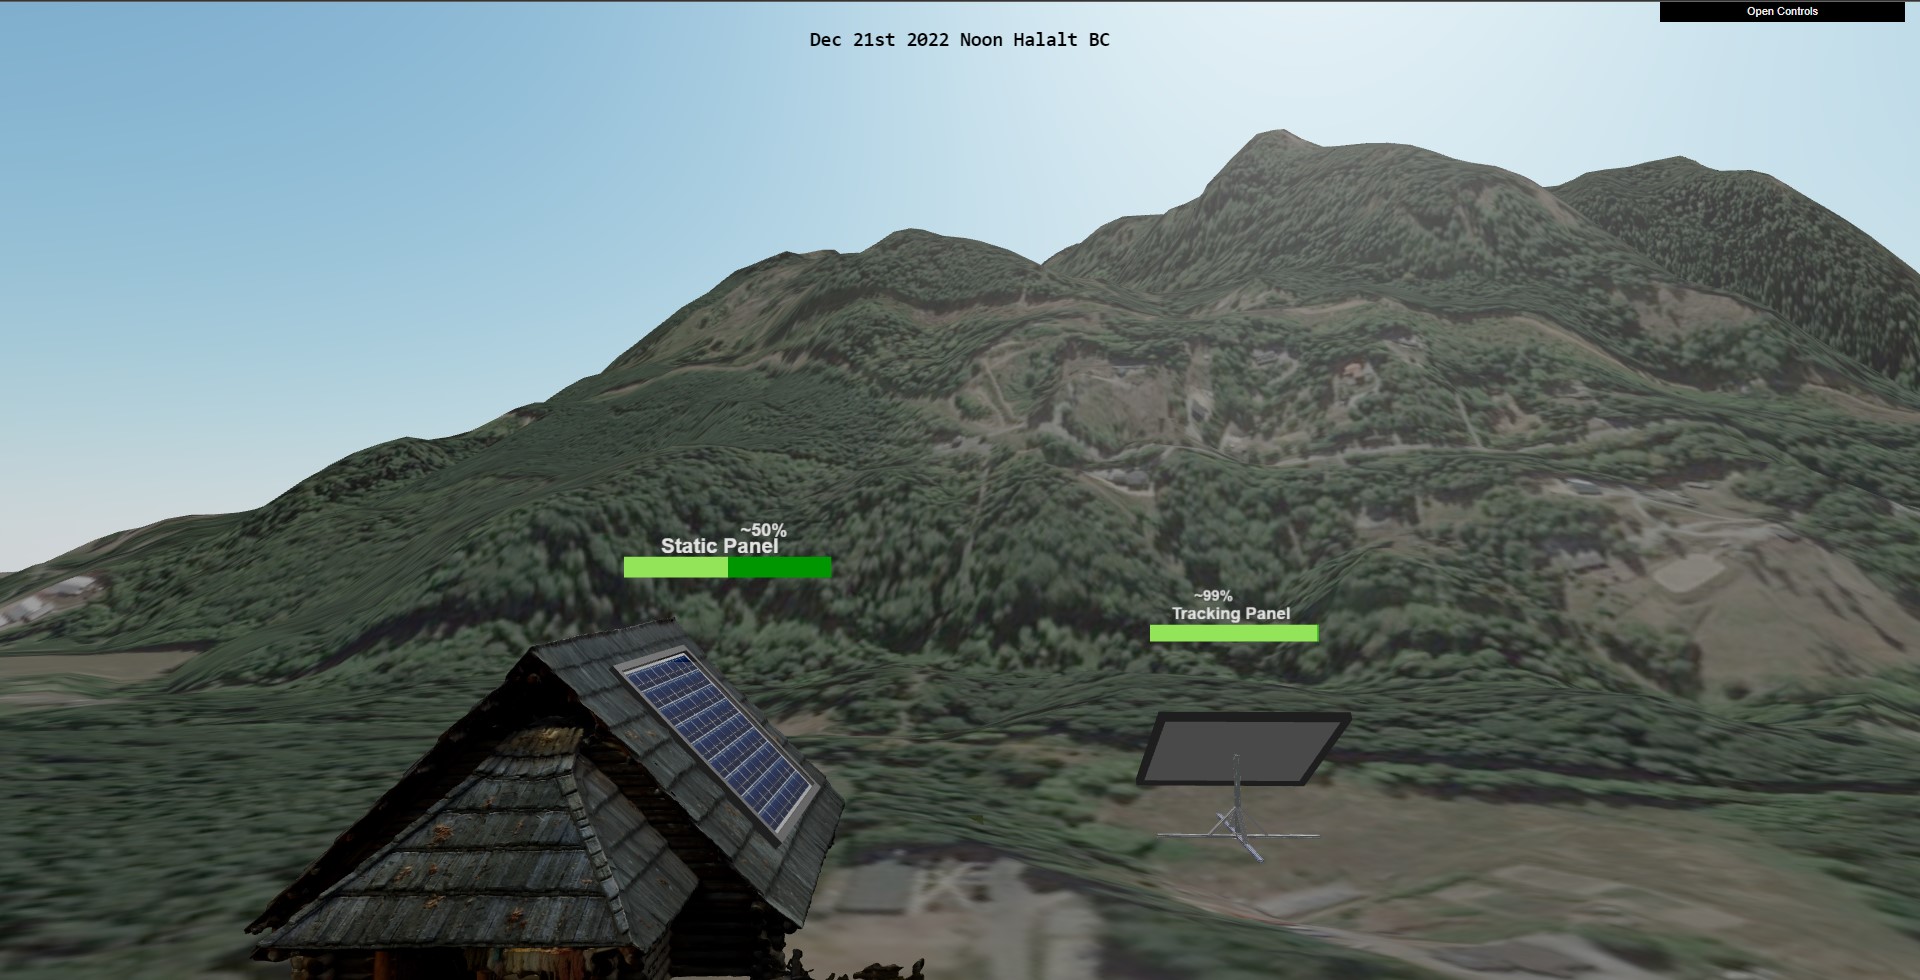 Open Controls
Dec 21st 2022 Noon Halalt BC
~50%
Static Panel
~99%
Tracking Panel